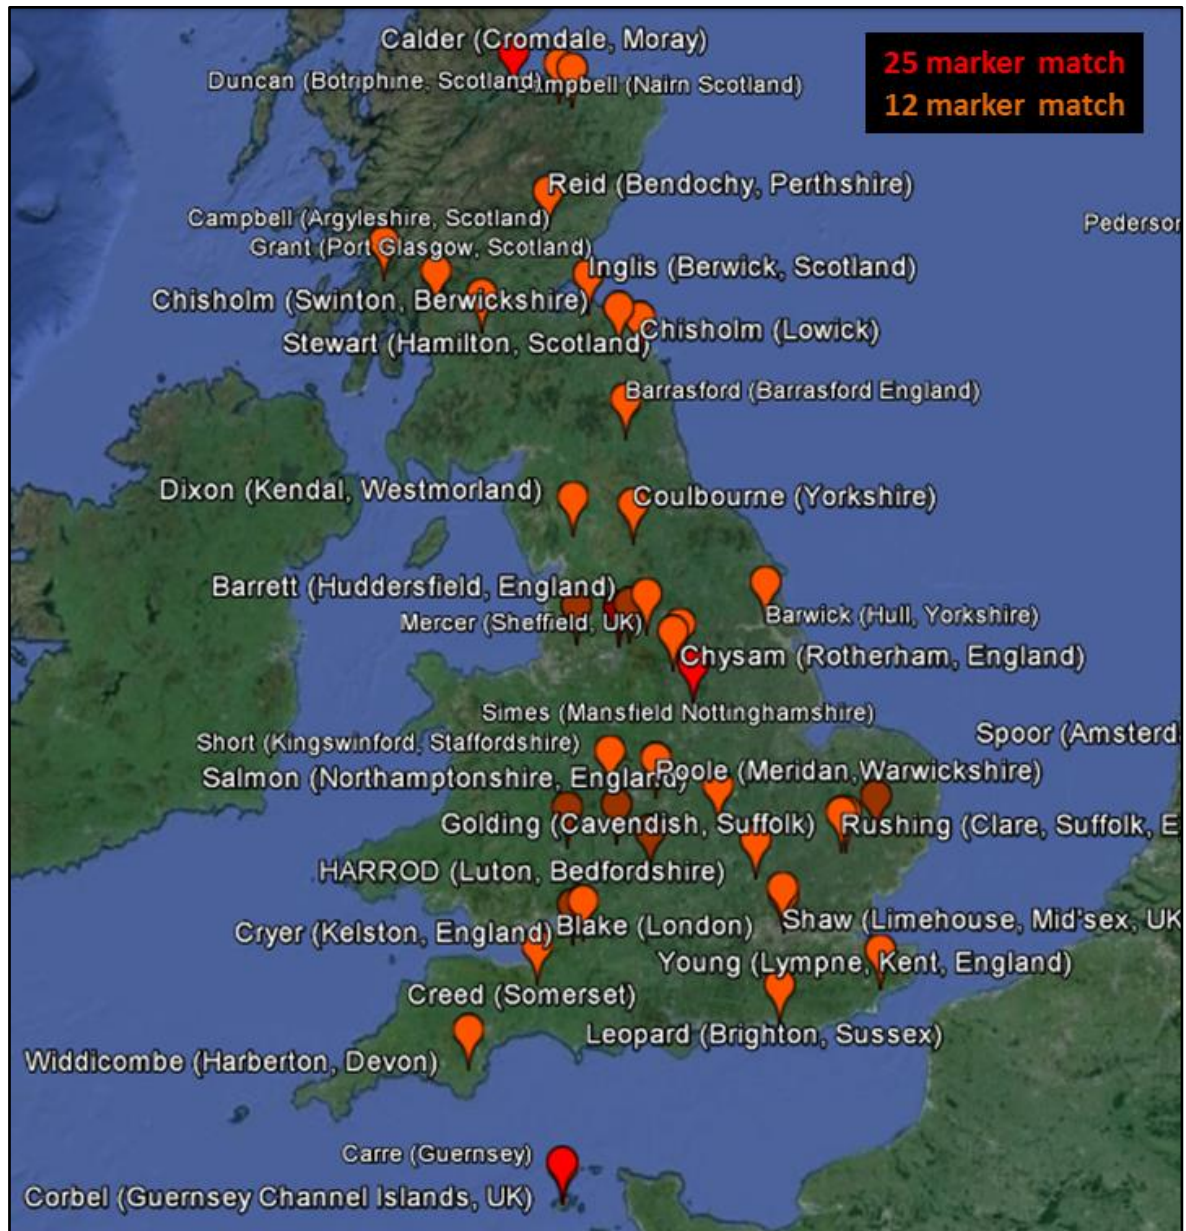 Calder (Cromdale, Moray)
25 marker match
Duncan (Botriphine, Scotland)
Campbell (Nairn Scotland)
12 marker match
Reid (Bendochy, Perthshire)
Campbell (Argyleshire, Scotland)
Pederson
Grant (Port Glasgow, Scotland)
Inglis (Berwick, Scotland)
Chisholm (Swinton, Berwickshire)
Chisholm (Lowick)
Stewart (Hamilton, Scotland)
Barrasford (Barrasford England)
Dixon (Kendal, Westmorland)
Coulbourne (Yorkshire)
Barrett (Huddersfield, England)
Barwick (Hull, Yorkshire)
Mercer (Sheffield, UK)
Chysam (Rotherham, England)
Simes (Mansfield Nottinghamshire)
Spoor (Amsterd
Short (Kingswinford, Staffordshire)
Salmon (Northamptonshire, England)
Poole (Meridan,Warwickshire)
Golding (Cavendish, Suffolk)
Rushing (Clare, Suffolk, E
HARROD (Luton, Bedfordshire)
Cryer (Kelston, England)
Blake (London)
Shaw (Limehouse, Mid'sex, UK
Young (Lympne, Kent, England)
Creed (Somerset)
Leopard (Brighton, Sussex)
Widdicombe (Harberton, Devon)
Carre (Guernsey)
Corbel (Guernsey Channel Islands, UK)